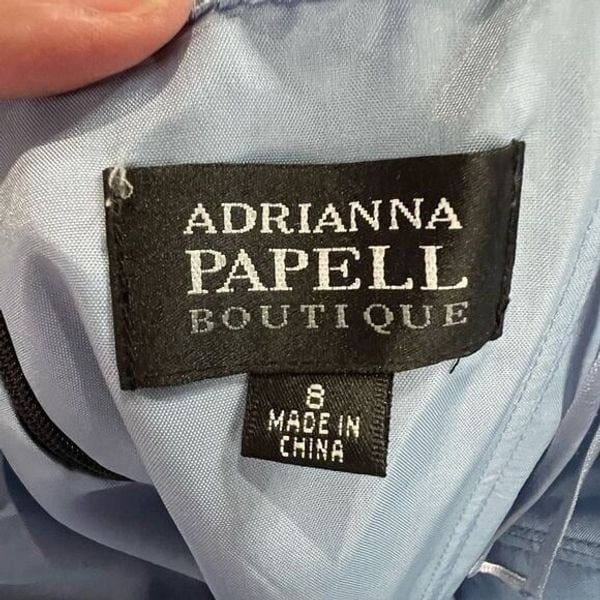 ADRIANNA
PAPELL
BOUTIQUE
8
MADE IN
CHINA